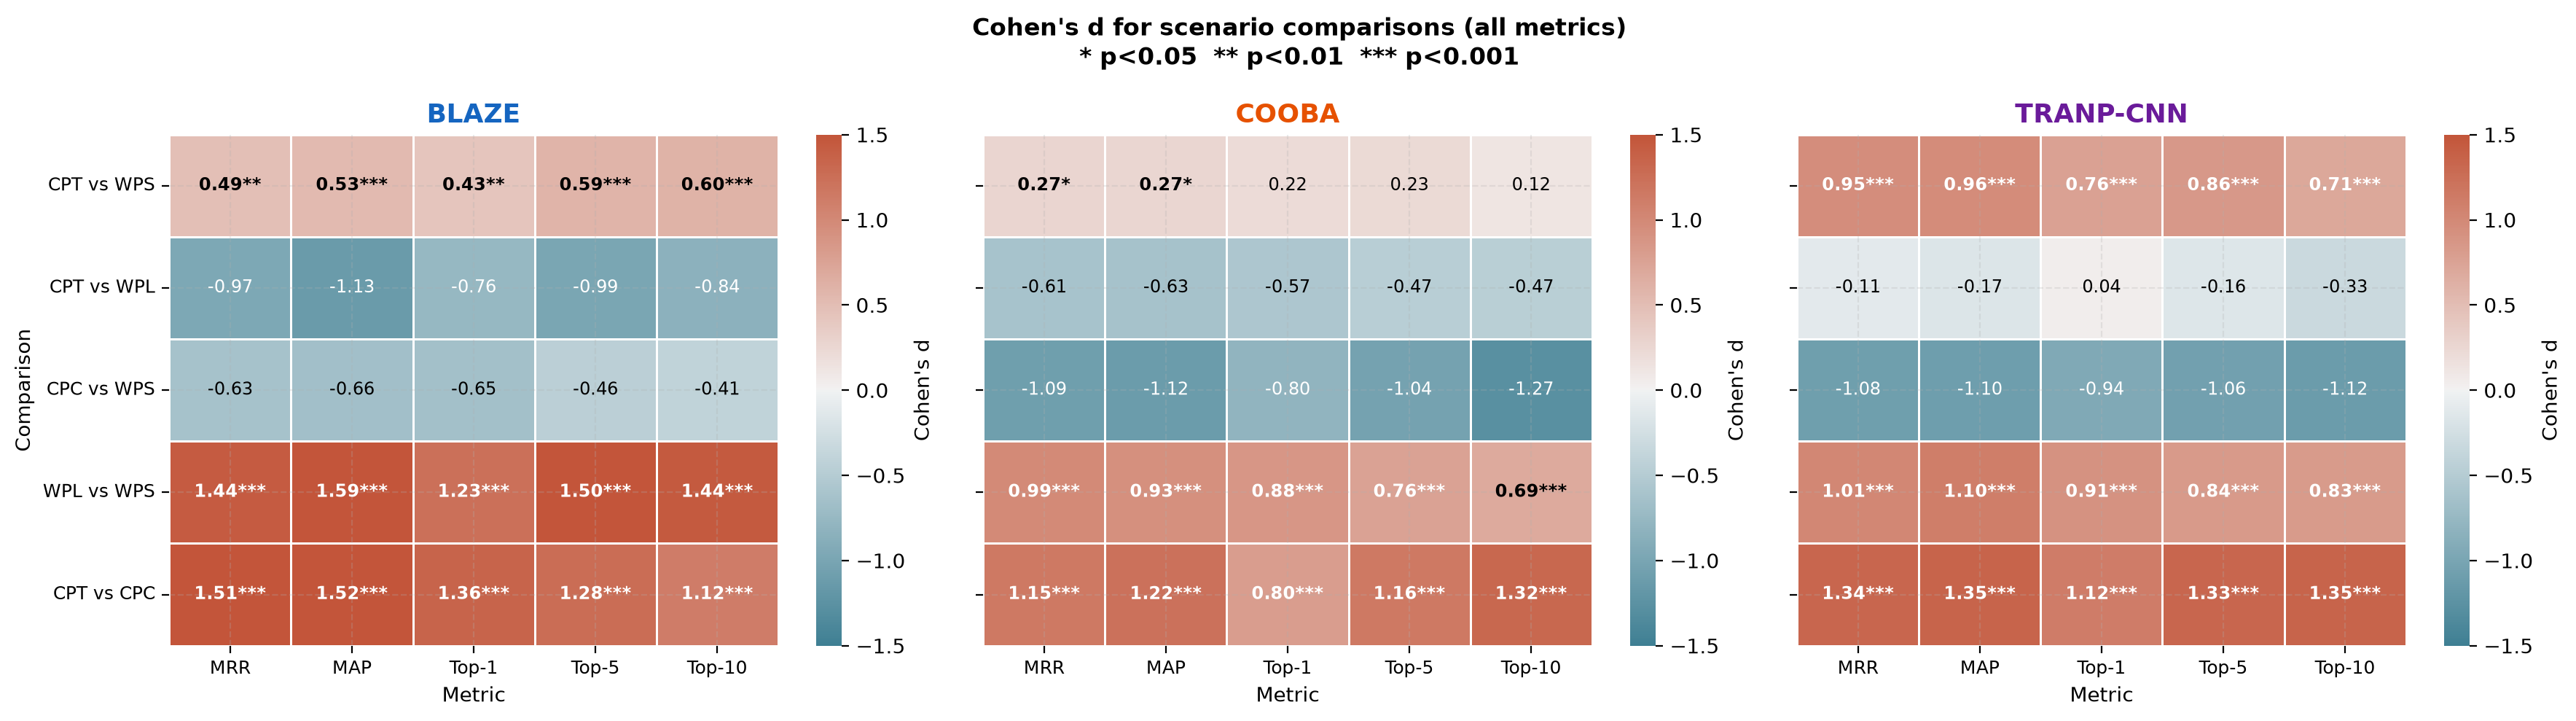 Cohen's d for scenario comparisons (all metrics)
* p<0.05  ** p<0.01  *** p<0.001
BLAZE
Comparison
CPT vs WPS 0.49** 0.53*** 0.43** 0.59*** 0.60***
CPT vs WPL -0.97 -1.13 -0.76 -0.99 -0.84
CPC vs WPS -0.63 -0.66 -0.65 -0.46 -0.41
WPL vs WPS 1.44*** 1.59*** 1.23*** 1.50*** 1.44***
CPT vs CPC 1.51*** 1.52*** 1.36*** 1.28*** 1.12***
MRR MAP Top-1 Top-5 Top-10
Metric
1.5
1.0
0.5
0.0
−0.5
−1.0
−1.5
Cohen's d
COOBA
0.27* 0.27* 0.22 0.23 0.12
-0.61 -0.63 -0.57 -0.47 -0.47
-1.09 -1.12 -0.80 -1.04 -1.27
0.99*** 0.93*** 0.88*** 0.76*** 0.69***
1.15*** 1.22*** 0.80*** 1.16*** 1.32***
MRR MAP Top-1 Top-5 Top-10
Metric
1.5
1.0
0.5
0.0
−0.5
−1.0
−1.5
Cohen's d
TRANP-CNN
0.95*** 0.96*** 0.76*** 0.86*** 0.71***
-0.11 -0.17 0.04 -0.16 -0.33
-1.08 -1.10 -0.94 -1.06 -1.12
1.01*** 1.10*** 0.91*** 0.84*** 0.83***
1.34*** 1.35*** 1.12*** 1.33*** 1.35***
MRR MAP Top-1 Top-5 Top-10
Metric
1.5
1.0
0.5
0.0
−0.5
−1.0
−1.5
Cohen's d